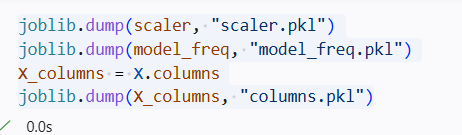 joblib.dump(scaler, "scaler.pkl")
joblib.dump(model_freq, "model_freq.pkl")
X_columns = X.columns
joblib.dump(X_columns, "columns.pkl")
0.0s